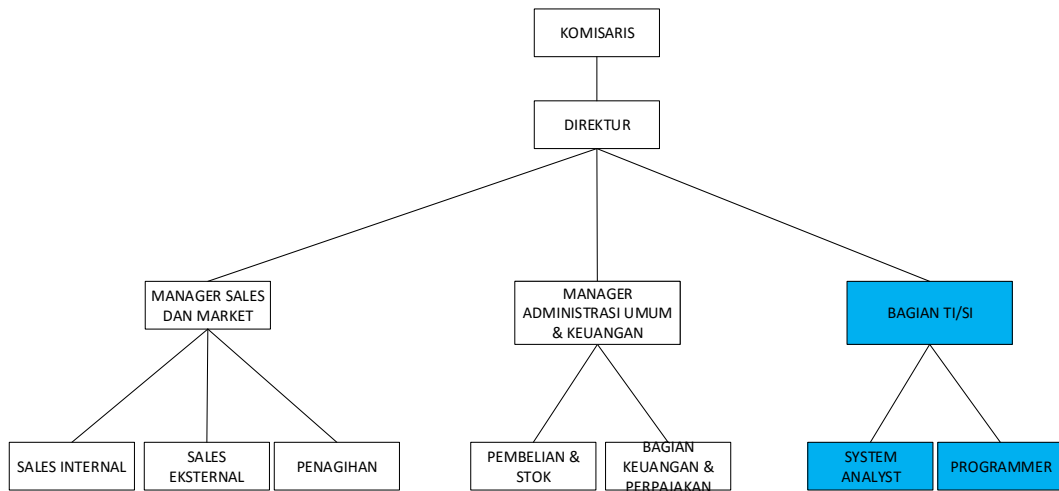 KOMISARIS
DIREKTUR
MANAGER SALES
DAN MARKET
MANAGER
ADMINISTRASI UMUM
& KEUANGAN
BAGIAN TI/SI
SALES INTERNAL
SALES
EKSTERNAL
PENAGIHAN
PEMBELIAN &
STOK
BAGIAN
KEUANGAN &
PERPAJAKAN
SYSTEM
ANALYST
PROGRAMMER